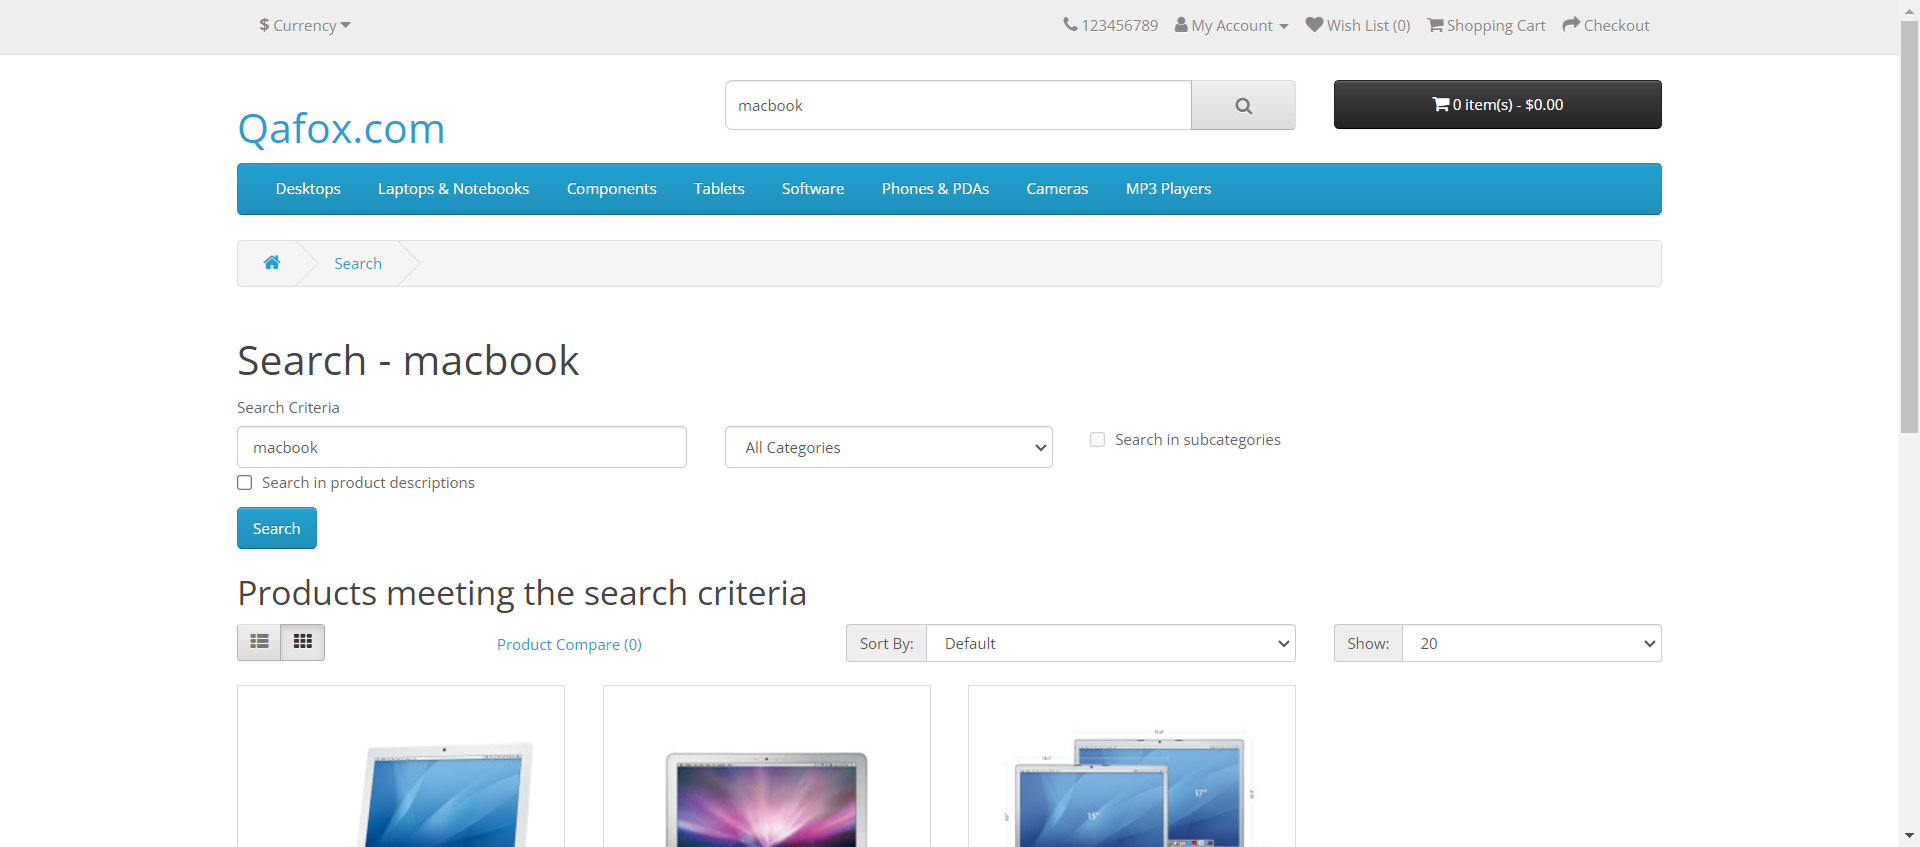 $ Currency
123456789 My Account Wish List (0) Shopping Cart Checkout
Qafox.com
macbook
0 item(s) - $0.00
Desktops Laptops & Notebooks Components Tablets Software Phones & PDAs Cameras MP3 Players
Search
Search - macbook
Search Criteria
macbook
All Categories
Search in subcategories
Search in product descriptions
Search
Products meeting the search criteria
Product Compare (0)
Sort By: Default
Show: 20
17"
15"